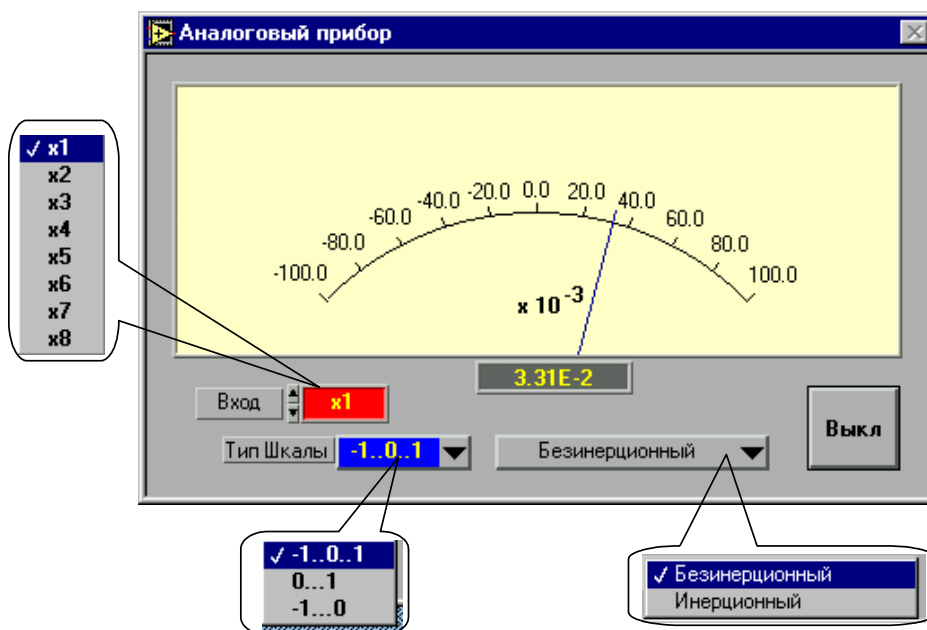 Аналоговый прибор
✓ x1
x2
x3
x4
x5
x6
x7
x8
-100.0 -80.0 -60.0 -40.0 -20.0 0.0 20.0 40.0 60.0 80.0 100.0
x 10 -3
3.31E-2
Вход x1
Выкл
Тип Шкалы -1..0..1 Безинерционный
✓ -1..0..1
0...1
-1...0
✓ Безинерционный
Инерционный